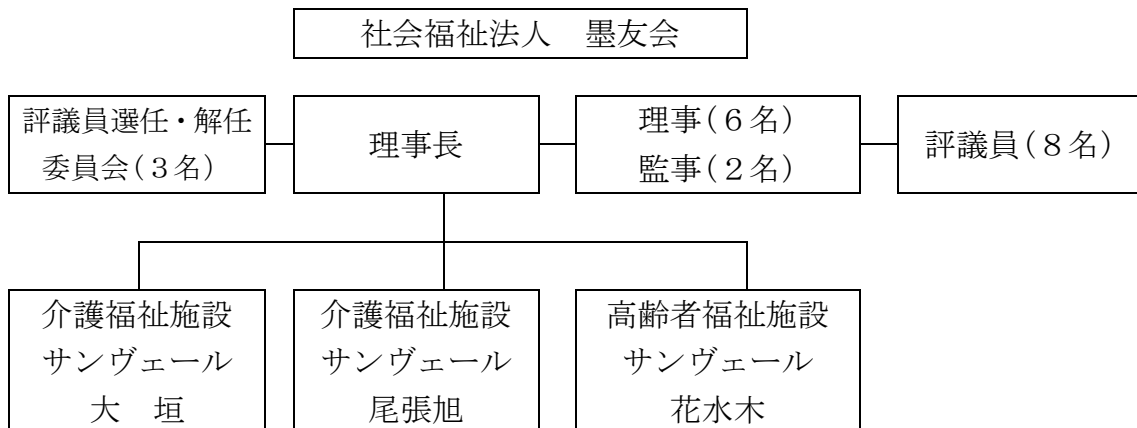 社会福祉法人　墨友会
評議員選任・解任
委員会(３名)
理事長
理事(６名)
監事(２名)
評議員(８名)
介護福祉施設
サンヴェール
大　垣
介護福祉施設
サンヴェール
尾張旭
高齢者福祉施設
サンヴェール
花水木